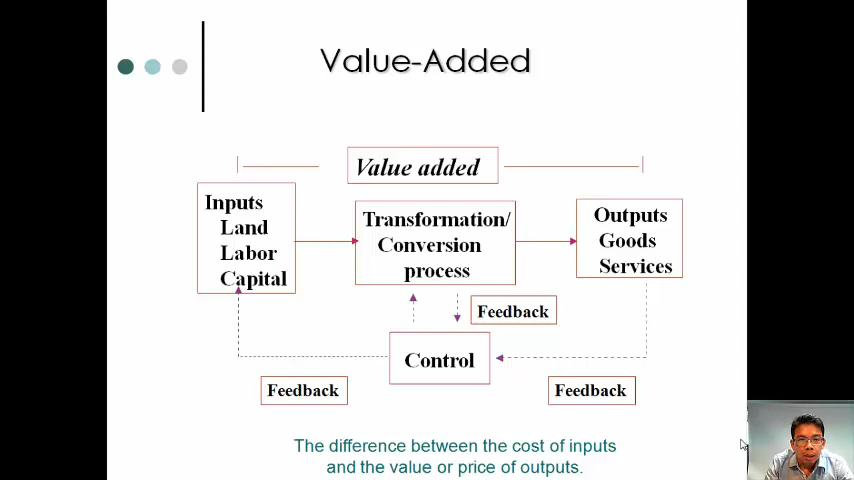 Value-Added
Value added
Inputs
Land
Labor
Capital
Transformation/
Conversion
process
Outputs
Goods
Services
Feedback
Control
Feedback
Feedback
The difference between the cost of inputs
and the value or price of outputs.